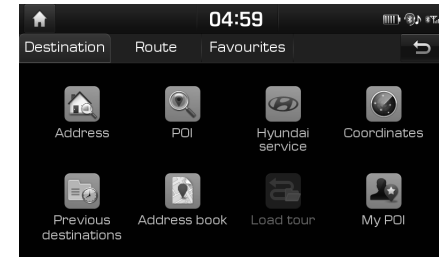 04:59
Destination Route Favourites
Address POI Hyundai service Coordinates
Previous destinations Address book Load tour My POI